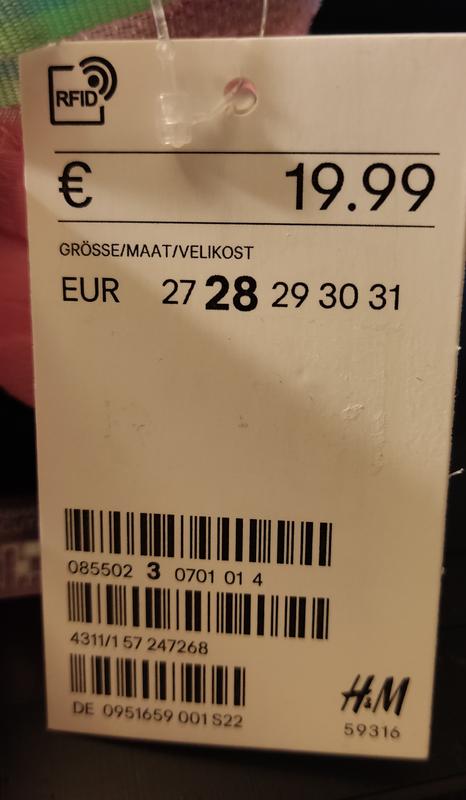 RFID
€ 19.99
GRÖSSE/MAAT/VELIKOST
EUR 27 28 29 30 31
085502 3 0701 01 4
4311/1 57 247268
DE 0951659 001 S22
H&M
59316